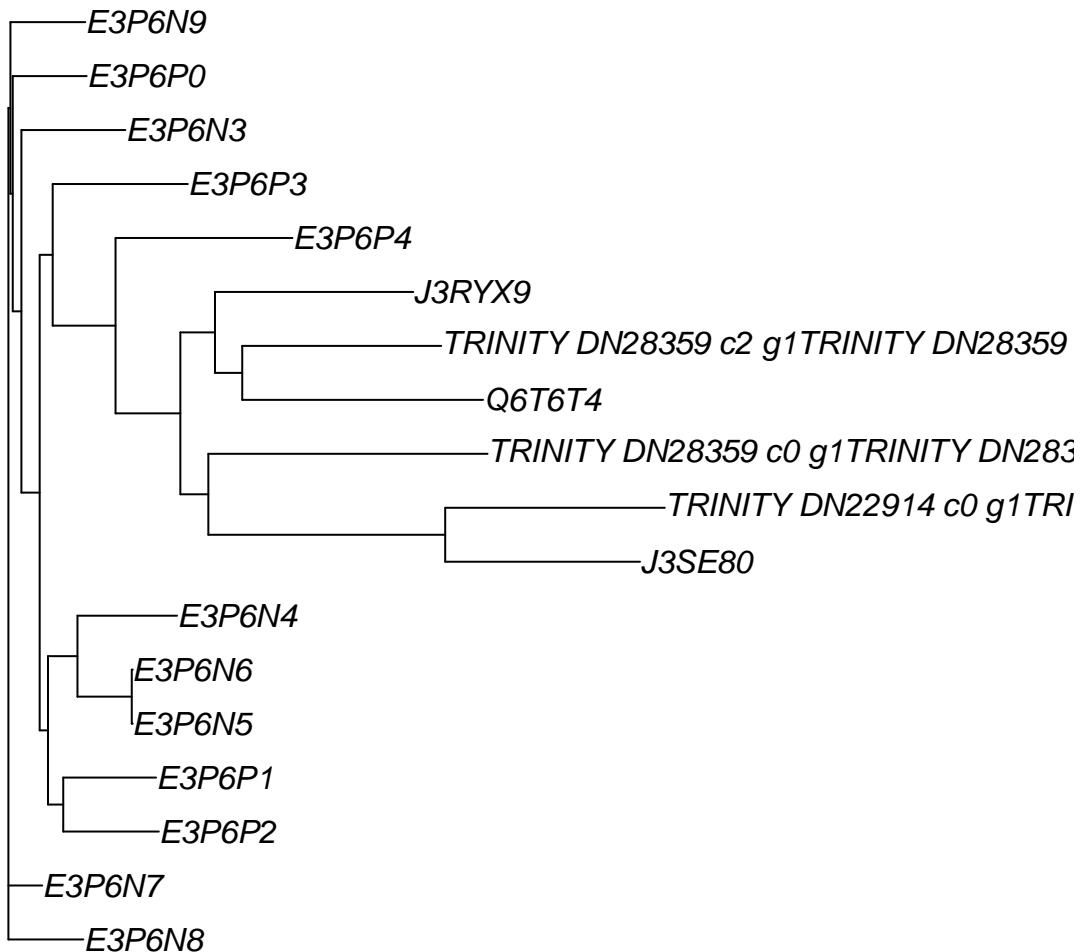 E3P6N9
E3P6P0
E3P6N3
E3P6P3
E3P6P4
J3RYX9
TRINITY DN28359 c2 g1TRINITY DN28359
Q6T6T4
TRINITY DN28359 c0 g1TRINITY DN283
TRINITY DN22914 c0 g1TRI
J3SE80
E3P6N4
E3P6N6
E3P6N5
E3P6P1
E3P6P2
E3P6N7
E3P6N8